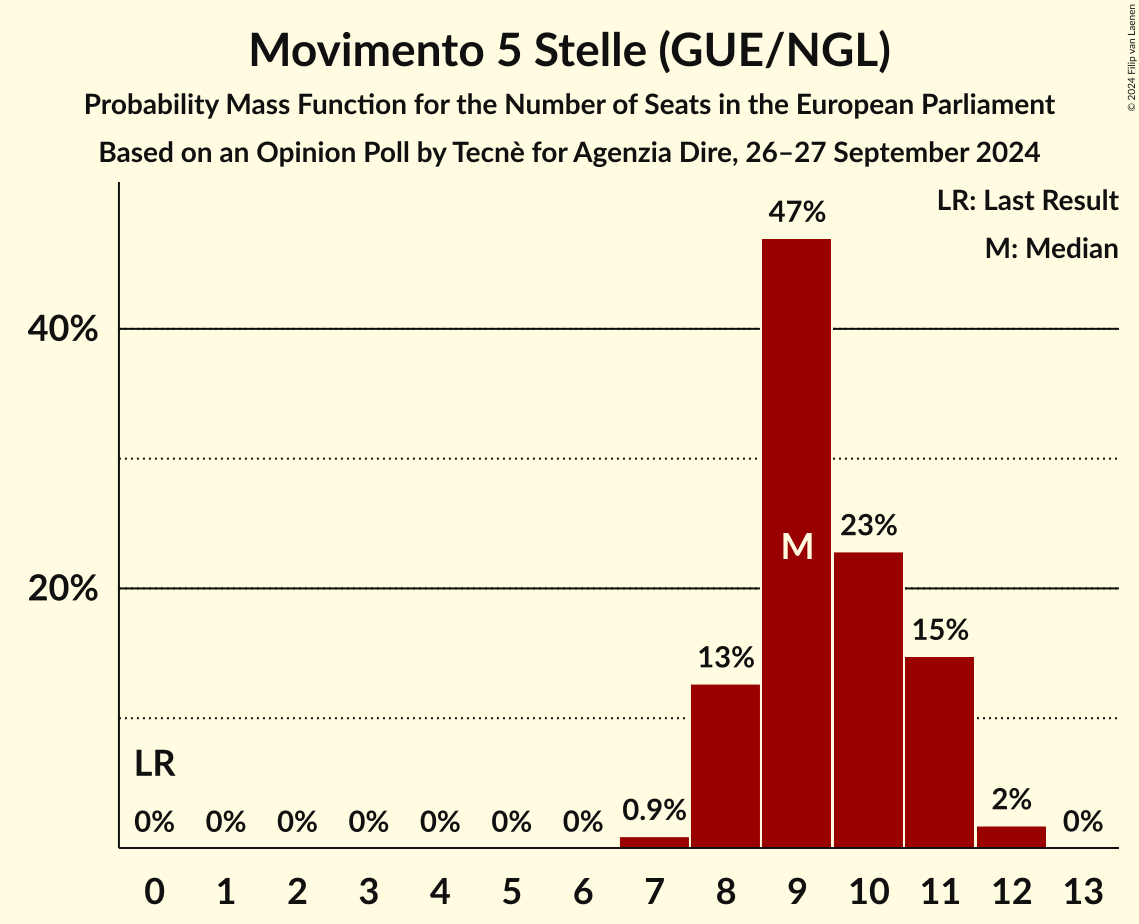 Movimento 5 Stelle (GUE/NGL)
Probability Mass Function for the Number of Seats in the European Parliament
Based on an Opinion Poll by Tecnè for Agenzia Dire, 26–27 September 2024
© 2024 Filip van Laenen
LR: Last Result
M: Median
47%
40%
23%
M
20%
15%
13%
LR
0% 0% 0% 0% 0% 0% 0% 0.9% 2% 0%
0 1 2 3 4 5 6 7 8 9 10 11 12 13